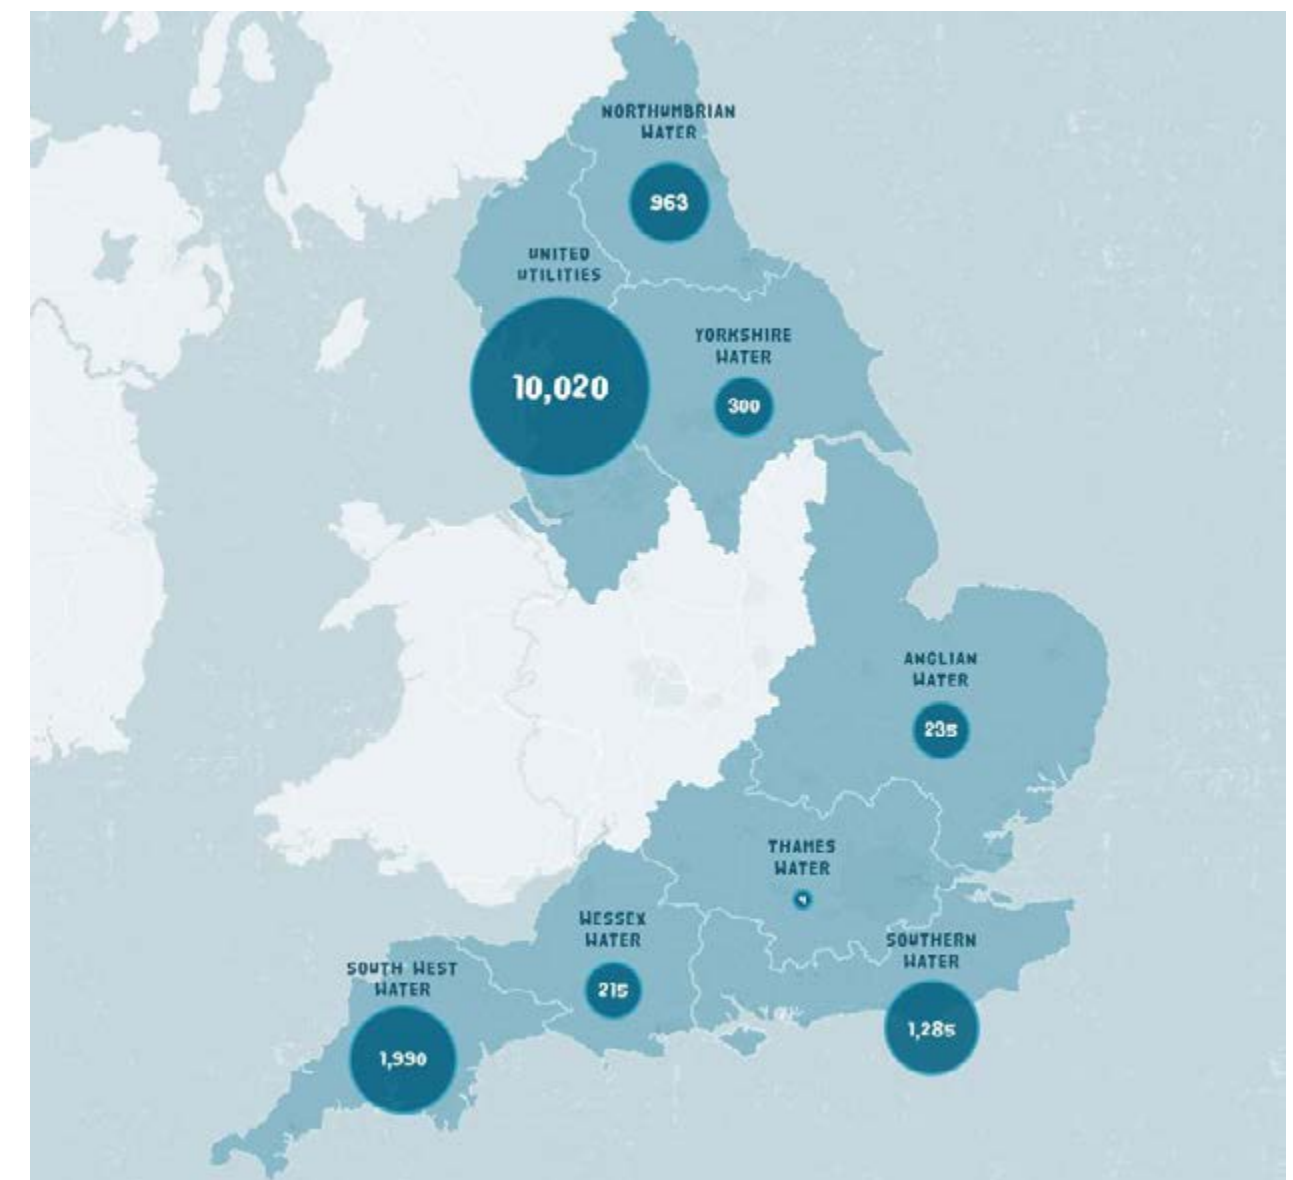 NORTHUMBRIAN
WATER
963
UNITED
UTILITIES
10,020
YORKSHIRE
WATER
300
ANGLIAN
WATER
235
THAMES
WATER
WESSEX
WATER
215
SOUTHERN
WATER
1,285
SOUTH WEST
WATER
1,990